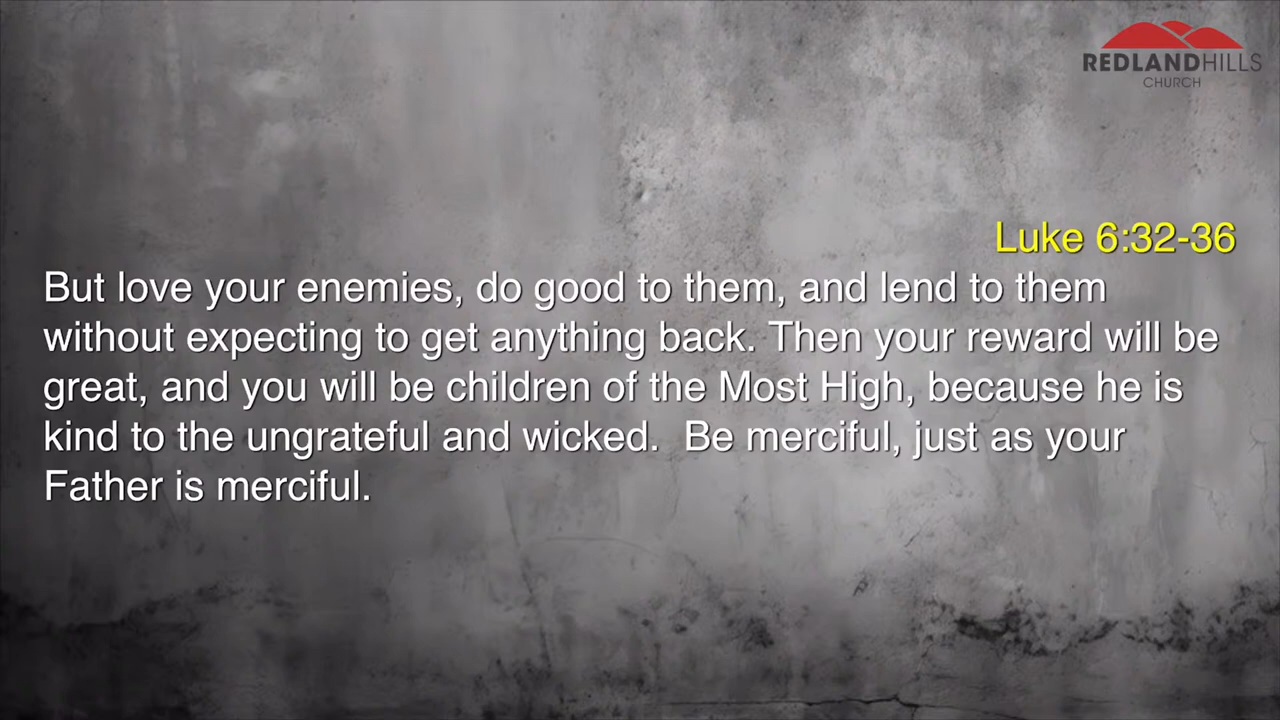 REDLANDHILLS
CHURCH
Luke 6:32-36
But love your enemies, do good to them, and lend to them
without expecting to get anything back. Then your reward will be
great, and you will be children of the Most High, because he is
kind to the ungrateful and wicked.  Be merciful, just as your
Father is merciful.